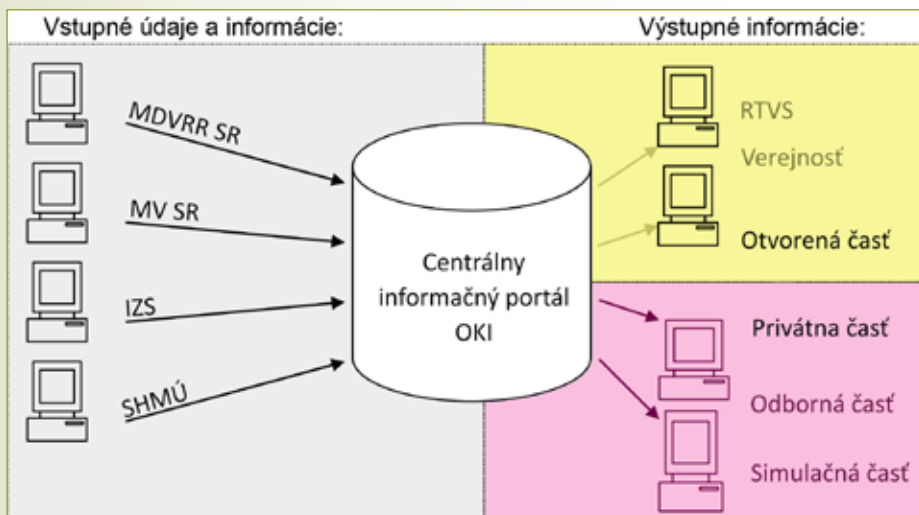 Vstupné údaje a informácie:
Výstupné informácie:
MDVRR SR
MV SR
IZS
SHMÚ
Centrálny
informačný portál
OKI
RTVS
Verejnosť
Otvorená časť
Privátna časť
Odborná časť
Simulačná časť